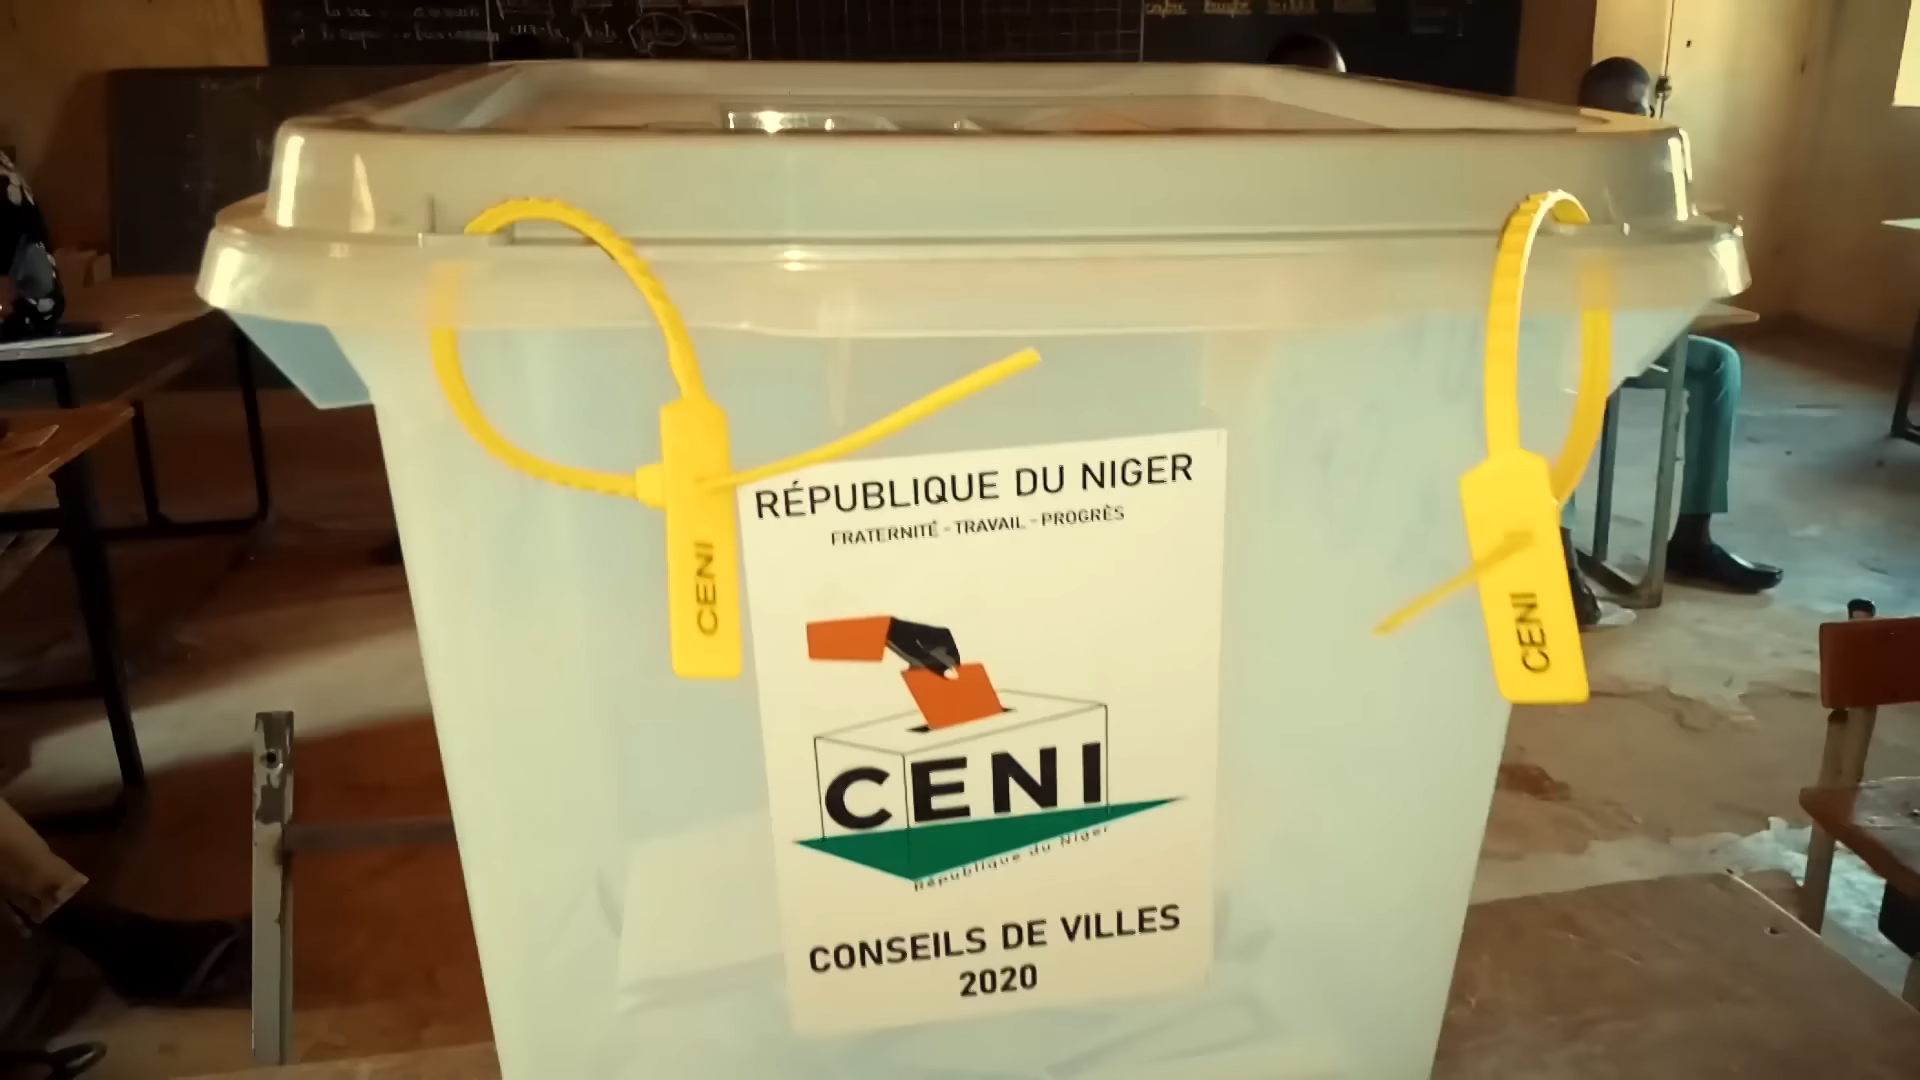 CENI
CENI
RÉPUBLIQUE DU NIGER
FRATERNITÉ - TRAVAIL - PROGRÈS
CENI
République du Niger
CONSEILS DE VILLES
2020